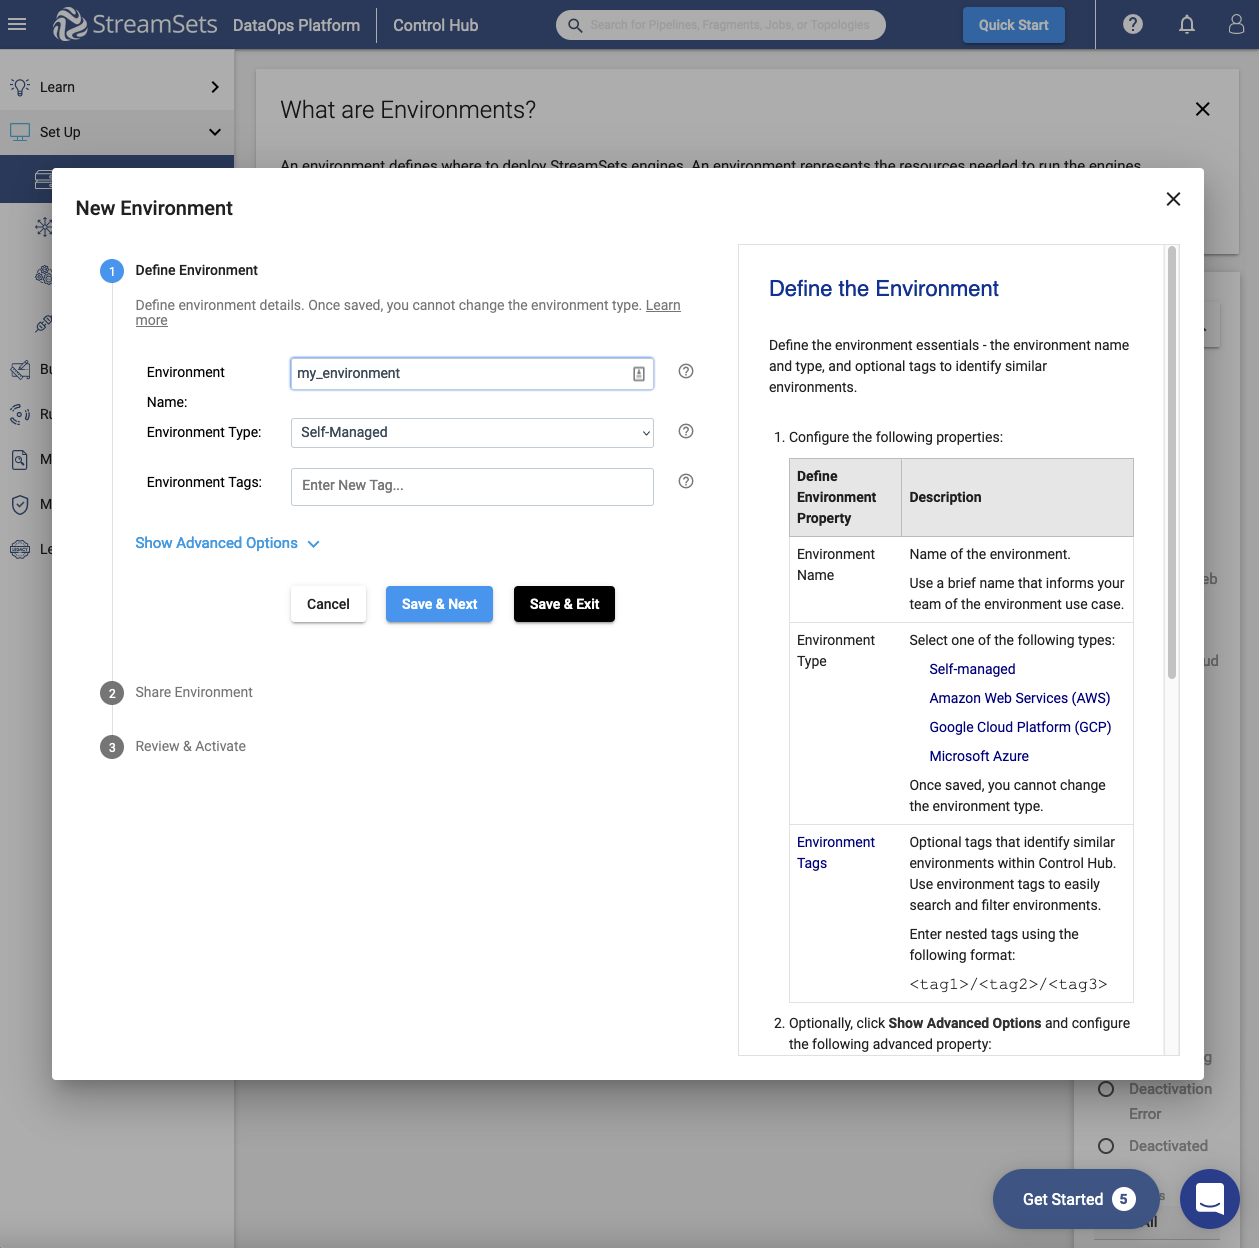 StreamSets DataOps Platform Control Hub
Search for Pipelines, Fragments, Jobs, or Topologies
Quick Start
Learn
Set Up
What are Environments?
An environment defines where to deploy StreamSets engines. An environment represents the resources needed to run the engines
New Environment
1 Define Environment
Define environment details. Once saved, you cannot change the environment type. Learn
more
Environment
Name:
my_environment
Environment Type:
Self-Managed
Environment Tags:
Enter New Tag...
Show Advanced Options
Cancel
Save & Next
Save & Exit
2 Share Environment
3 Review & Activate
Define the Environment
Define the environment essentials - the environment name
and type, and optional tags to identify similar
environments.
1. Configure the following properties:
Define
Environment
Property
Description
Environment
Name
Name of the environment.
Use a brief name that informs your
team of the environment use case.
Environment
Type
Select one of the following types:
Self-managed
Amazon Web Services (AWS)
Google Cloud Platform (GCP)
Microsoft Azure
Once saved, you cannot change
the environment type.
Environment
Tags
Optional tags that identify similar
environments within Control Hub.
Use environment tags to easily
search and filter environments.
Enter nested tags using the
following format:
<tag1>/<tag2>/<tag3>
2. Optionally, click Show Advanced Options and configure
the following advanced property:
Deactivation
Error
Deactivated
Get Started 5
All